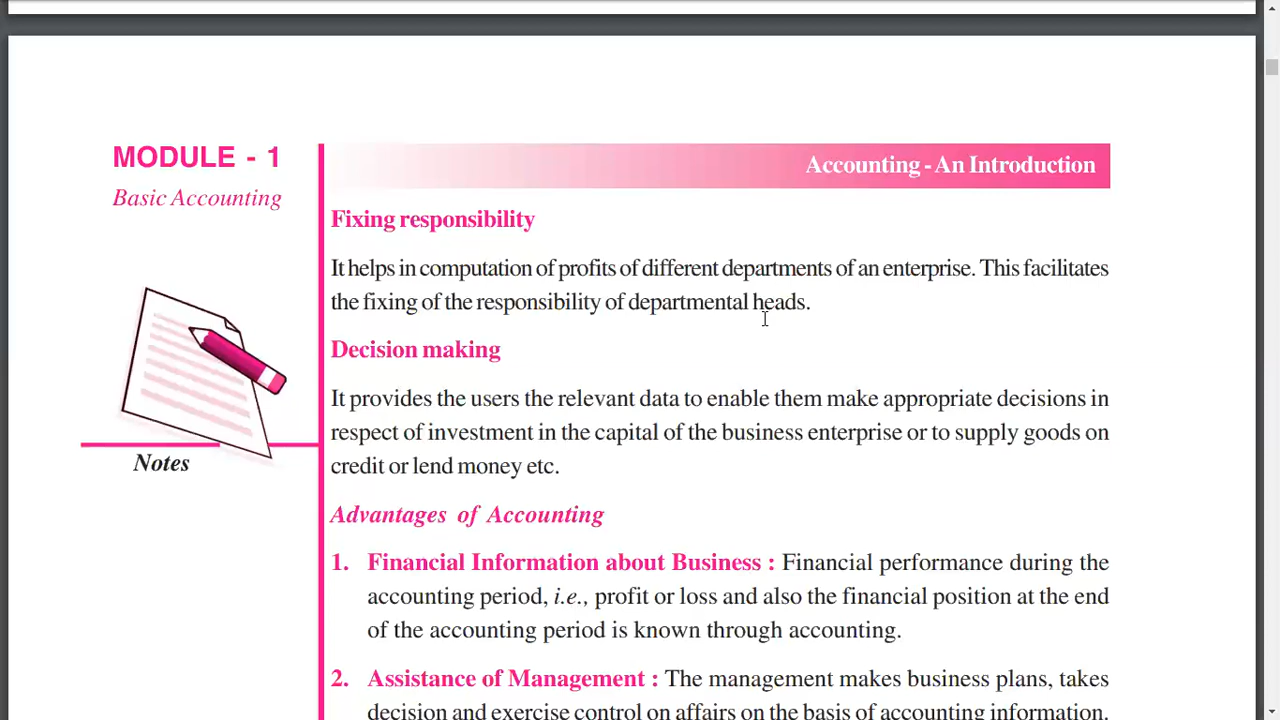 MODULE - 1
Basic Accounting
Notes
Accounting - An Introduction
Fixing responsibility
It helps in computation of profits of different departments of an enterprise. This facilitates
the fixing of the responsibility of departmental heads.
Decision making
It provides the users the relevant data to enable them make appropriate decisions in
respect of investment in the capital of the business enterprise or to supply goods on
credit or lend money etc.
Advantages of Accounting
1. Financial Information about Business : Financial performance during the
accounting period, i.e., profit or loss and also the financial position at the end
of the accounting period is known through accounting.
2. Assistance of Management : The management makes business plans, takes
decision and exercise control on affairs on the basis of accounting information.